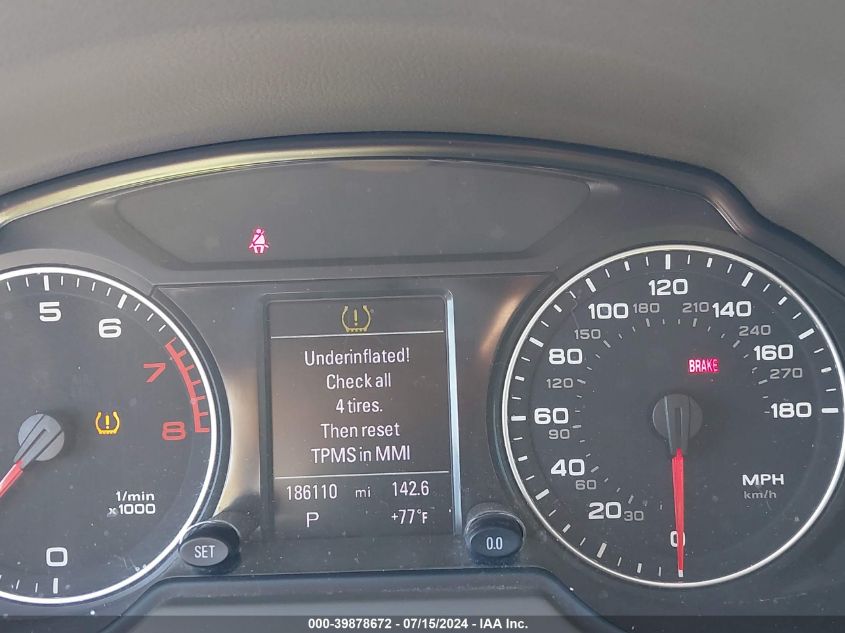 5
6
7
8
1/min
x1000
0
SET
Underinflated!
Check all
4 tires.
Then reset
TPMS in MMI
186110 mi 142.6
P +77°F
0.0
0
20
30
40
60
60
90
80
120
100
150
120
180
210
140
240
160
270
180
BRAKE
MPH
km/h
000-39878672 / 07/15/2024 - IAA Inc.